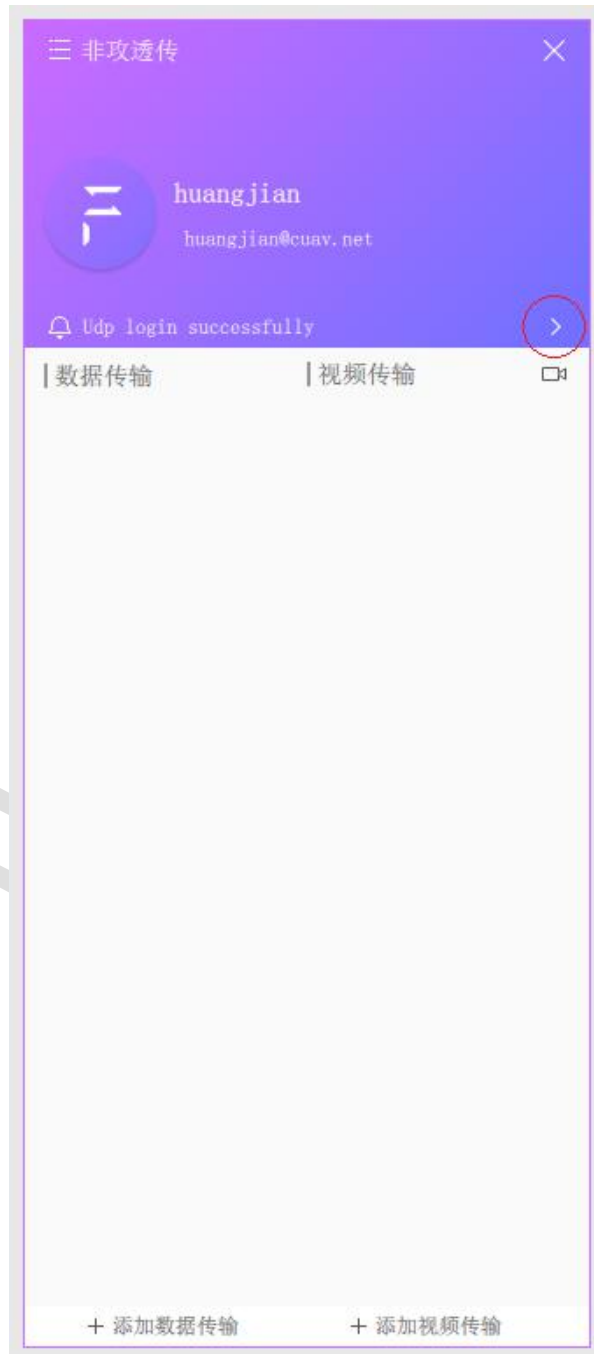 非攻透传
huangjian
huangjian@cuav.net
Udp login successfully
数据传输 视频传输
+ 添加数据传输 + 添加视频传输